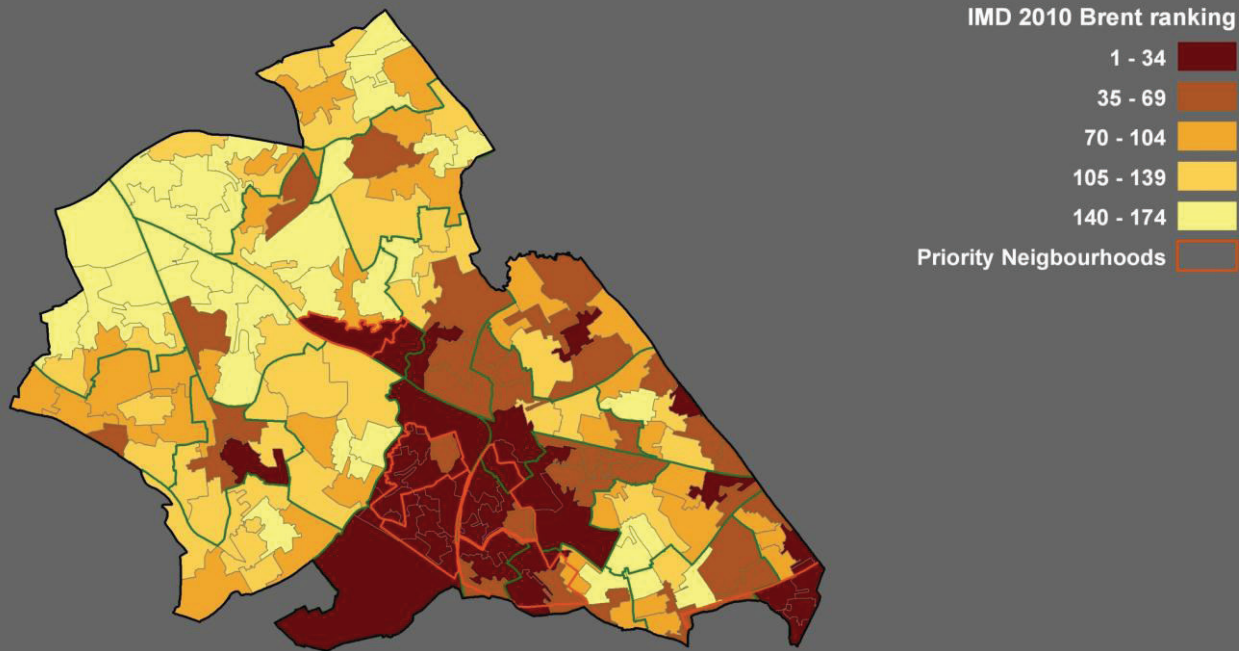 IMD 2010 Brent ranking
1 - 34
35 - 69
70 - 104
105 - 139
140 - 174
Priority Neigbourhoods